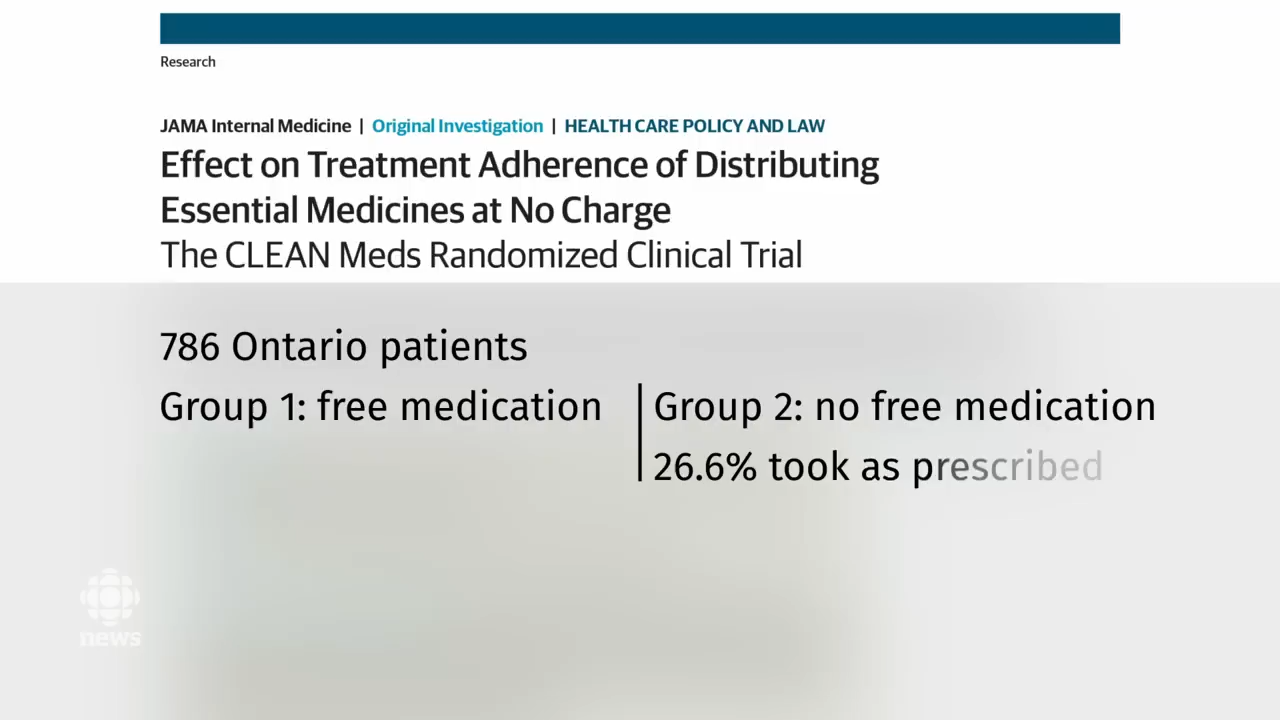 Research
JAMA Internal Medicine | Original Investigation | HEALTH CARE POLICY AND LAW
Effect on Treatment Adherence of Distributing
Essential Medicines at No Charge
The CLEAN Meds Randomized Clinical Trial
786 Ontario patients
Group 1: free medication
Group 2: no free medication
26.6% took as prescribed
news